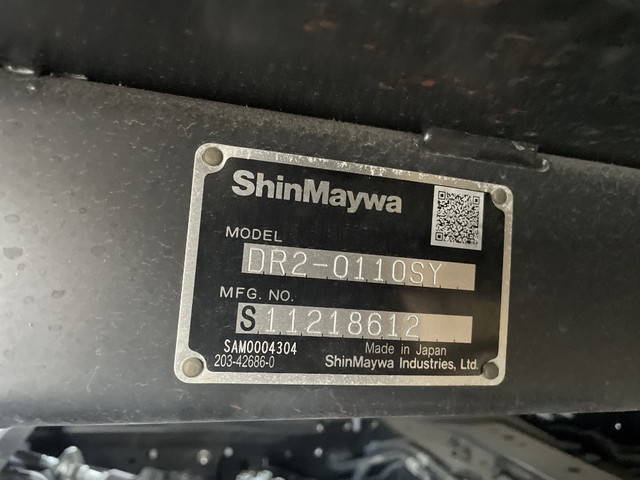 ShinMaywa
MODEL
DR2-0110SY
MFG. NO.
S11218612
SAM0004304
203-42686-0
Made in Japan
ShinMaywa Industries, Ltd.